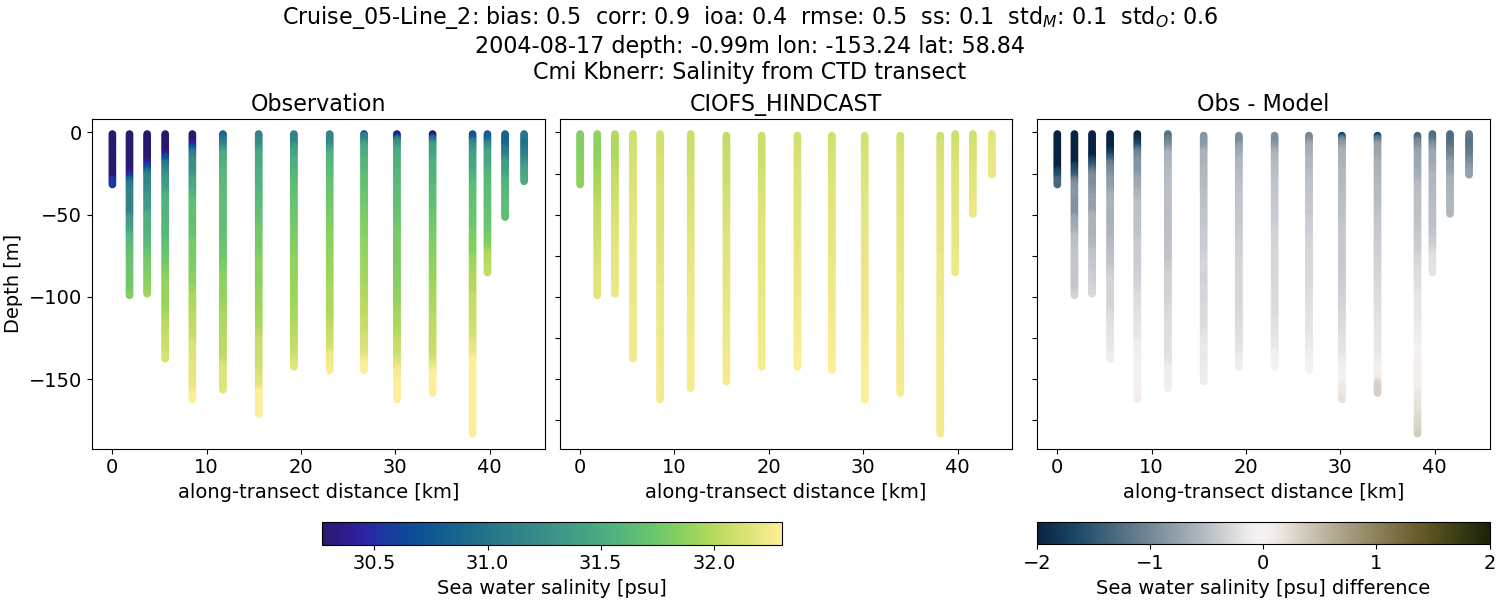 Cruise_05-Line_2: bias: 0.5  corr: 0.9  ioa: 0.4  rmse: 0.5  ss: 0.1  std_M: 0.1  std_O: 0.6
2004-08-17 depth: -0.99m lon: -153.24 lat: 58.84
Cmi Kbnerr: Salinity from CTD transect
Observation
CIOFS_HINDCAST
Obs - Model
Depth [m]
0
−50
−100
−150
0 10 20 30 40
0 10 20 30 40
0 10 20 30 40
along-transect distance [km]
along-transect distance [km]
along-transect distance [km]
30.5 31.0 31.5 32.0
Sea water salinity [psu]
−2 −1 0 1 2
Sea water salinity [psu] difference